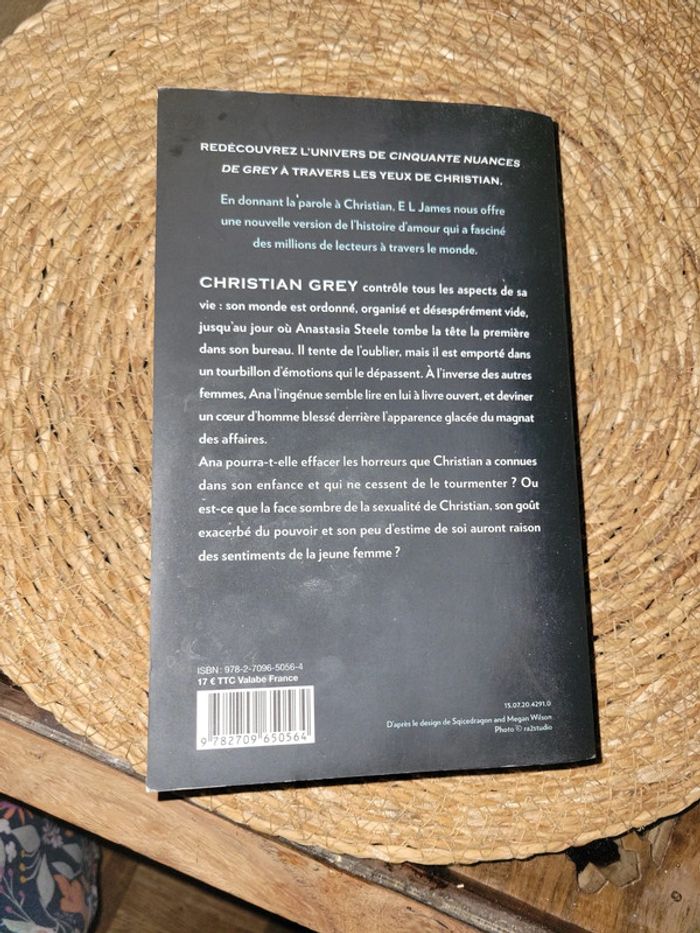 REDÉCOUVREZ L'UNIVERS DE CINQUANTE NUANCES
DE GREY À TRAVERS LES YEUX DE CHRISTIAN.
En donnant la parole à Christian, E L James nous offre
une nouvelle version de l'histoire d'amour qui a fasciné
des millions de lecteurs à travers le monde.
CHRISTIAN GREY contrôle tous les aspects de sa
vie : son monde est ordonné, organisé et désespérément vide,
jusqu'au jour où Anastasia Steele tombe la tête la première
dans son bureau. Il tente de l'oublier, mais il est emporté dans
un tourbillon d'émotions qui le dépassent. À l'inverse des autres
femmes, Ana l'ingénue semble lire en lui à livre ouvert, et deviner
un cœur d'homme blessé derrière l'apparence glacée du magnat
des affaires.
Ana pourra-t-elle effacer les horreurs que Christian a connues
dans son enfance et qui ne cessent de le tourmenter ? Ou
est-ce que la face sombre de la sexualité de Christian, son goût
exacerbé du pouvoir et son peu d'estime de soi auront raison
des sentiments de la jeune femme ?
ISBN : 978-2-7096-5056-4
17 € TTC Valabe France
9 782709 650564
15.07.20.4291.0
D'après le design de Sqicedragon and Megan Wilson
Photo © ra2studio